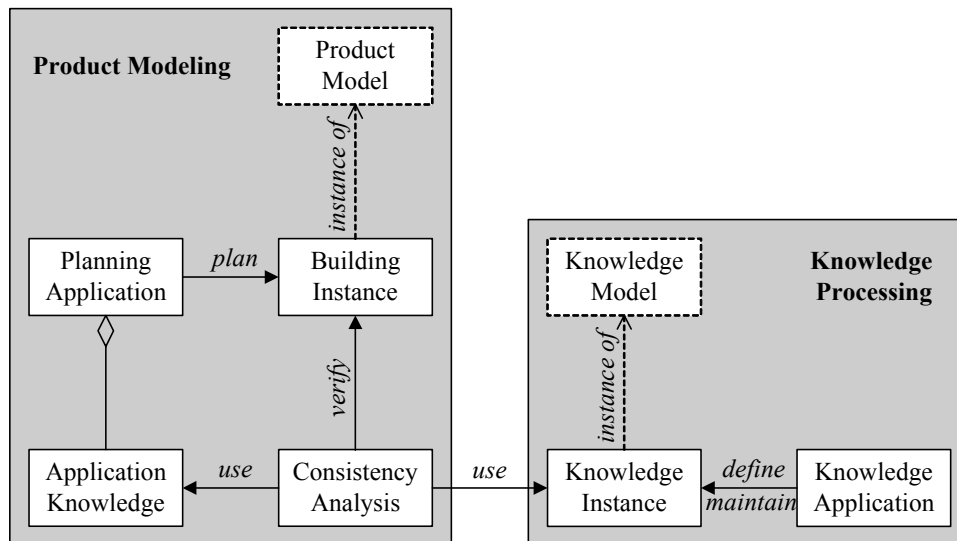 Product Modeling
Product
Model
instance of
Planning
Application
plan
Building
Instance
verify
Application
Knowledge
use
Consistency
Analysis
use
Knowledge
Processing
Knowledge
Model
instance of
Knowledge
Instance
define
maintain
Knowledge
Application